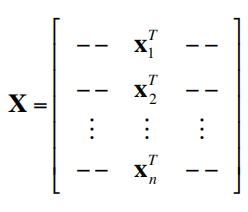 -- x₁ᵀ --
-- x₂ᵀ --
X = ⋮ ⋮ ⋮
-- xₙᵀ --